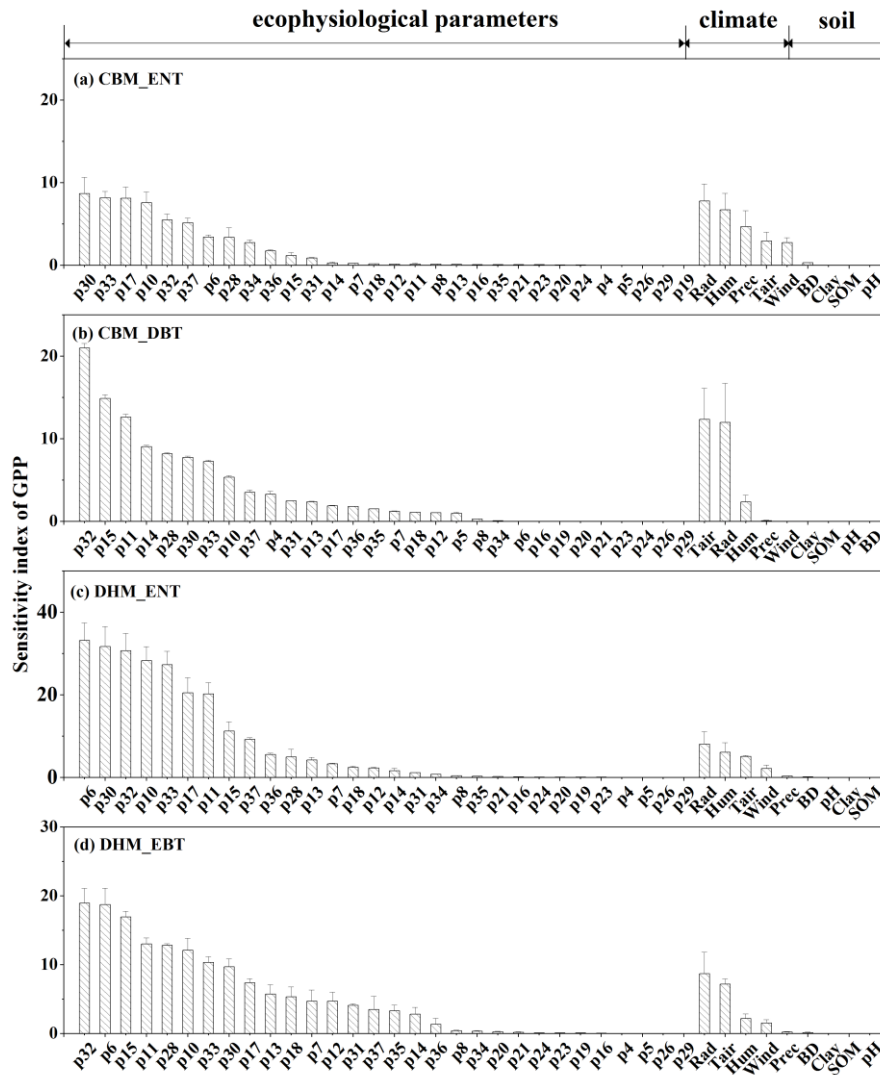 ecophysiological parameters climate soil
(a) CBM_ENT
20
10
0
p30 p33 p17 p10 p32 p37 p6 p28 p34 p36 p15 p31 p14 p7 p18 p12 p11 p8 p13 p16 p35 p21 p23 p20 p24 p4 p5 p26 p29 p19 Rad Hum Prec Tair Wind BD Clay SOM pH
(b) CBM_DBT
20
10
0
p32 p15 p11 p14 p28 p30 p33 p10 p37 p4 p31 p13 p17 p36 p35 p7 p18 p12 p5 p8 p34 p6 p16 p19 p20 p21 p23 p24 p26 p29 Tair Rad Hum Prec Wind Clay SOM pH BD
Sensitivity index of GPP
(c) DHM_ENT
40
20
0
p6 p30 p32 p10 p33 p17 p11 p15 p37 p36 p28 p13 p7 p18 p12 p14 p31 p34 p8 p35 p21 p16 p24 p20 p19 p23 p4 p5 p26 p29 Rad Hum Tair Wind Prec BD pH Clay SOM
30
(d) DHM_EBT
20
10
0
p32 p6 p15 p11 p28 p10 p33 p30 p17 p13 p18 p7 p12 p31 p37 p35 p14 p36 p8 p34 p20 p21 p24 p23 p19 p16 p4 p5 p26 p29 Rad Tair Hum Wind Prec BD Clay SOM pH